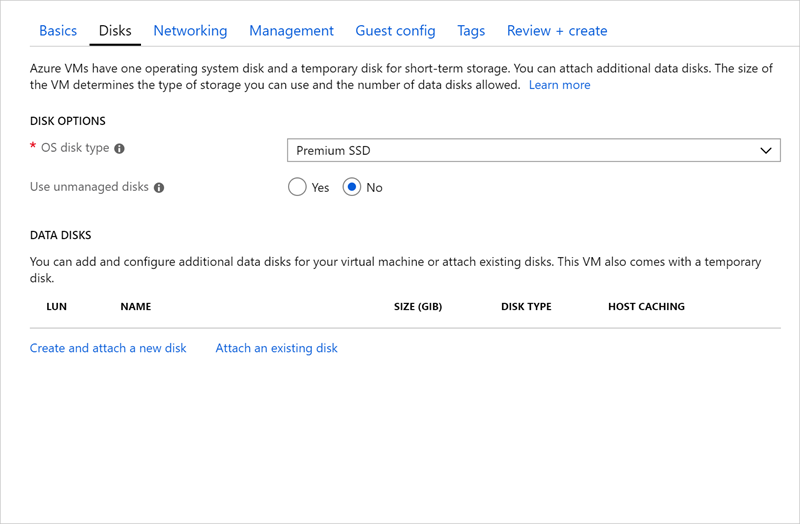 Basics Disks Networking Management Guest config Tags Review + create
Azure VMs have one operating system disk and a temporary disk for short-term storage. You can attach additional data disks. The size of
the VM determines the type of storage you can use and the number of data disks allowed. Learn more
DISK OPTIONS
* OS disk type
Premium SSD
Use unmanaged disks
Yes No
DATA DISKS
You can add and configure additional data disks for your virtual machine or attach existing disks. This VM also comes with a temporary
disk.
LUN NAME SIZE (GIB) DISK TYPE HOST CACHING
Create and attach a new disk Attach an existing disk